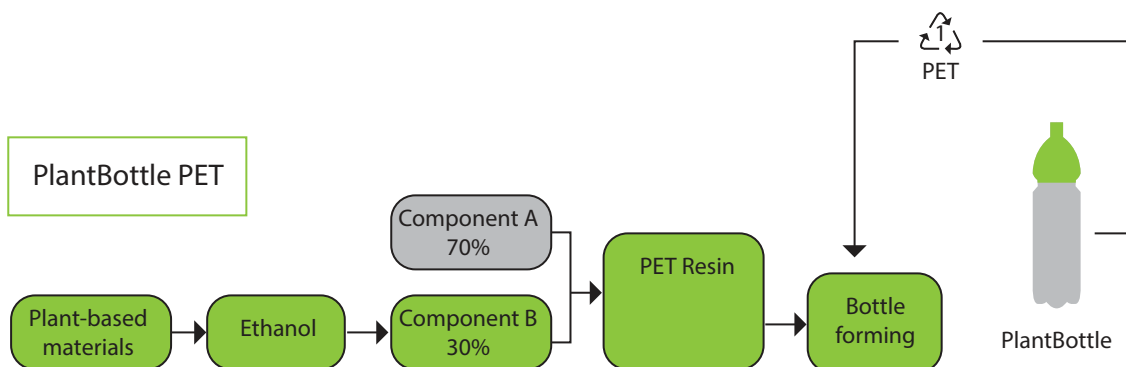 1
PET
PlantBottle PET
Component A
70%
PET Resin
Plant-based
materials
Ethanol
Component B
30%
Bottle
forming
PlantBottle